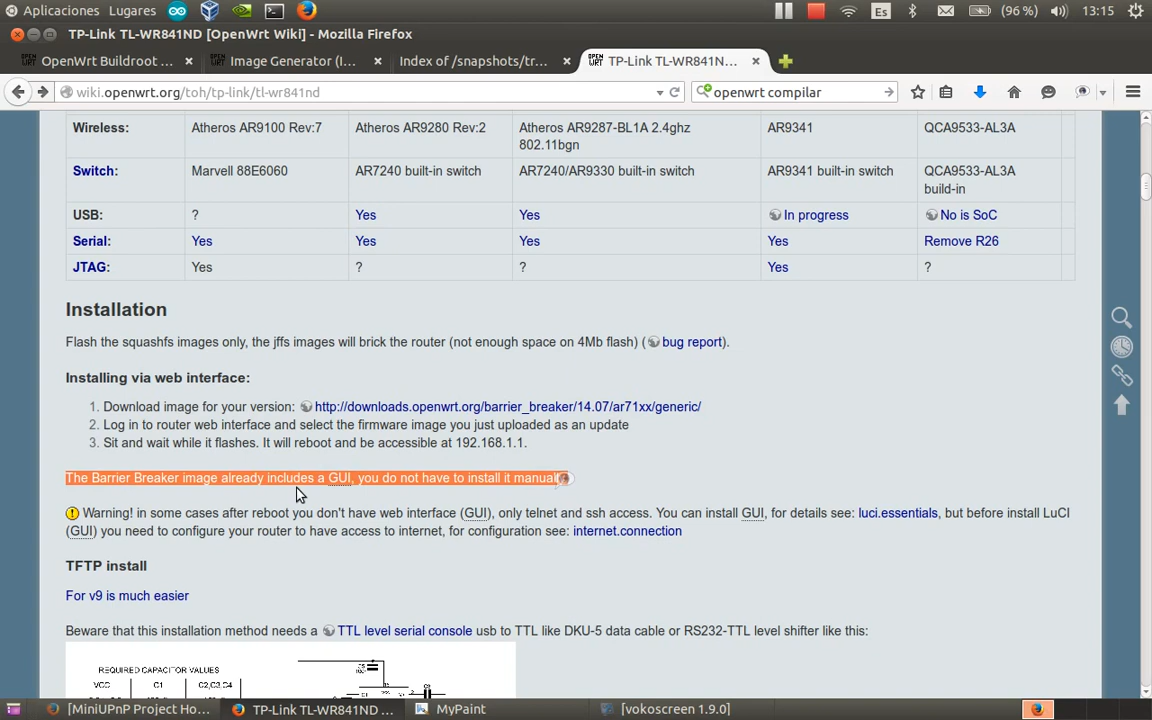 Aplicaciones Lugares Es (96 %) 13:15
TP-Link TL-WR841ND [OpenWrt Wiki] - Mozilla Firefox
OpenWrt Buildroot ... Image Generator (I... Index of /snapshots/tr... TP-Link TL-WR841N...
wiki.openwrt.org/toh/tp-link/tl-wr841nd openwrt compilar
Wireless: Atheros AR9100 Rev:7 Atheros AR9280 Rev:2 Atheros AR9287-BL1A 2.4ghz AR9341 QCA9533-AL3A
802.11bgn
Switch: Marvell 88E6060 AR7240 built-in switch AR7240/AR9330 built-in switch AR9341 built-in switch QCA9533-AL3A
build-in
USB: ? Yes Yes In progress No is SoC
Serial: Yes Yes Yes Yes Remove R26
JTAG: Yes ? ? Yes ?
Installation
Flash the squashfs images only, the jffs images will brick the router (not enough space on 4Mb flash) (bug report).
Installing via web interface:
1. Download image for your version: http://downloads.openwrt.org/barrier_breaker/14.07/ar71xx/generic/
2. Log in to router web interface and select the firmware image you just uploaded as an update
3. Sit and wait while it flashes. It will reboot and be accessible at 192.168.1.1.
The Barrier Breaker image already includes a GUI, you do not have to install it manual
Warning! in some cases after reboot you don't have web interface (GUI), only telnet and ssh access. You can install GUI, for details see: luci.essentials, but before install LuCI
(GUI) you need to configure your router to have access to internet, for configuration see: internet.connection
TFTP install
For v9 is much easier
Beware that this installation method needs a TTL level serial console usb to TTL like DKU-5 data cable or RS232-TTL level shifter like this:
REQUIRED CAPACITOR VALUES
VCC C1 C2,C3,C4
[MiniUPnP Project Ho... TP-Link TL-WR841ND ... MyPaint [vokoscreen 1.9.0]